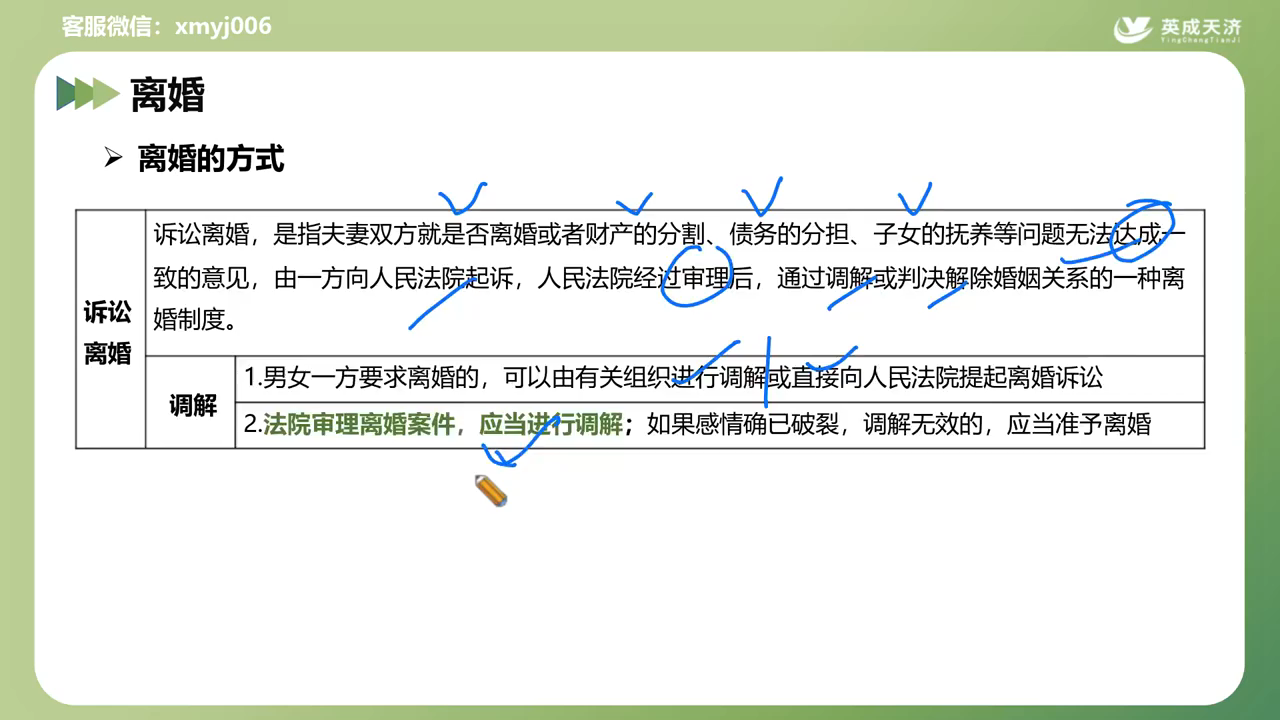 客服微信：xmyj006
英成天济
YingChengTianJi
离婚
离婚的方式
诉讼离婚，是指夫妻双方就是否离婚或者财产的分割、债务的分担、子女的抚养等问题无法达成一
致的意见，由一方向人民法院起诉，人民法院经过审理后，通过调解或判决解除婚姻关系的一种离
婚制度。
诉讼
离婚
调解
1.男女一方要求离婚的，可以由有关组织进行调解或直接向人民法院提起离婚诉讼
2.法院审理离婚案件，应当进行调解；如果感情确已破裂，调解无效的，应当准予离婚